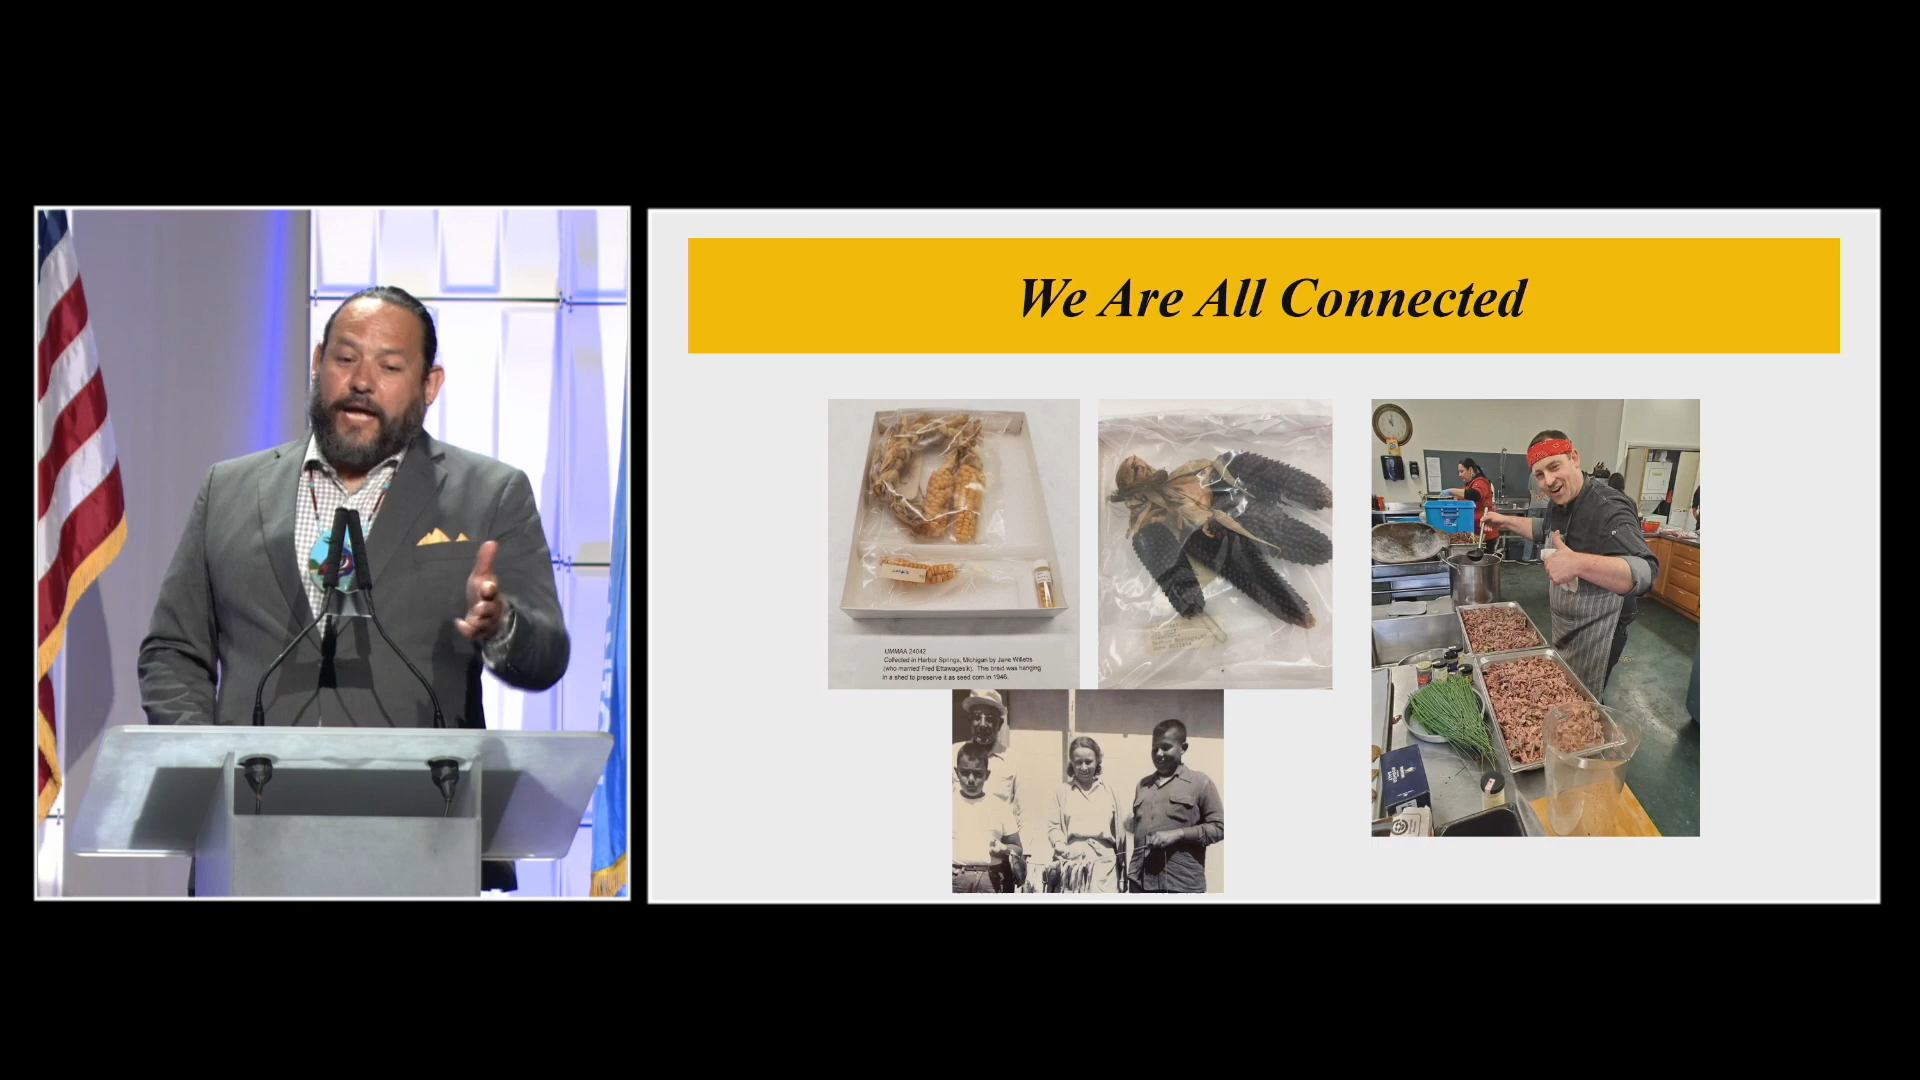 We Are All Connected
UMMAA 24042
Collected in Harbor Springs, Michigan by Jane Willetts
(who married Fred Ettawageshik). This braid was hanging
in a shed to preserve it as seed corn in 1946.